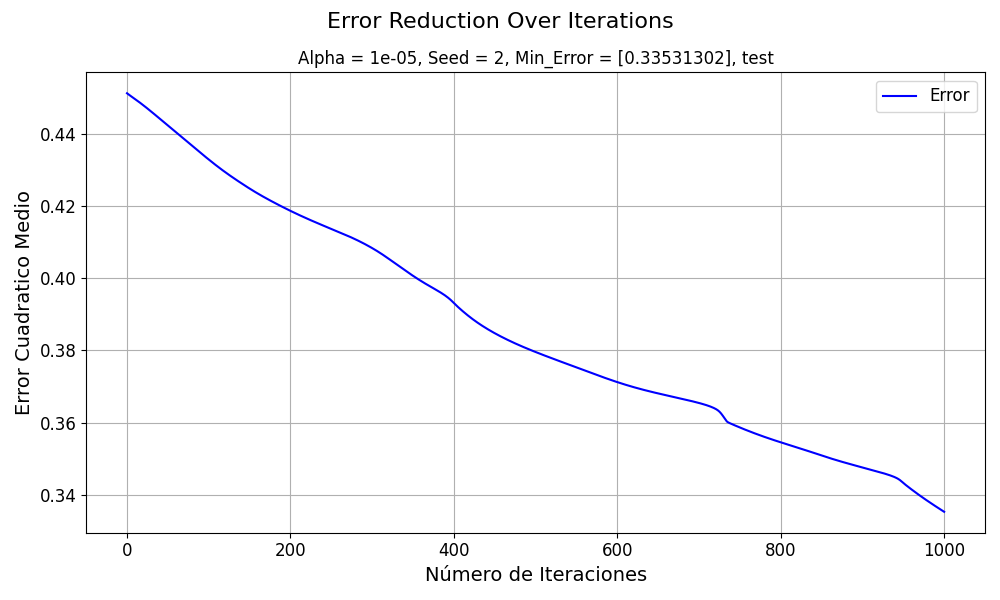 Error Reduction Over Iterations
Alpha = 1e-05, Seed = 2, Min_Error = [0.33531302], test
Error
Error Cuadratico Medio
0.44
0.42
0.40
0.38
0.36
0.34
0 200 400 600 800 1000
Número de Iteraciones